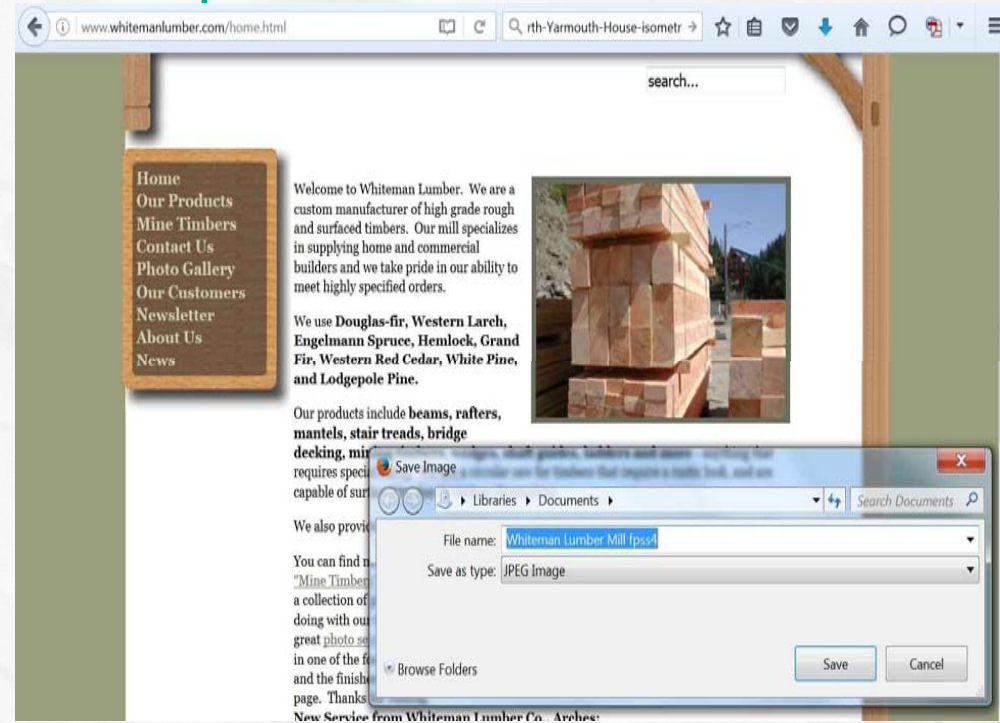 www.whitemanlumber.com/home.html
rth-Yarmouth-House-isometr
search...
Home
Our Products
Mine Timbers
Contact Us
Photo Gallery
Our Customers
Newsletter
About Us
News
Welcome to Whiteman Lumber. We are a
custom manufacturer of high grade rough
and surfaced timbers. Our mill specializes
in supplying home and commercial
builders and we take pride in our ability to
meet highly specified orders.
We use Douglas-fir, Western Larch,
Engelmann Spruce, Hemlock, Grand
Fir, Western Red Cedar, White Pine,
and Lodgepole Pine.
Our products include beams, rafters,
mantels, stair treads, bridge
decking,
requires
capable of
We also
You can find
"Mine
a collection of
doing with our
great photo
in one of the
and the
page. Thanks
New Service from Whiteman Lumber Co., Arches:
Save Image
Libraries Documents
Search Documents
File name: Whiteman Lumber Mill fpss4
Save as type: JPEG Image
Browse Folders
Save
Cancel